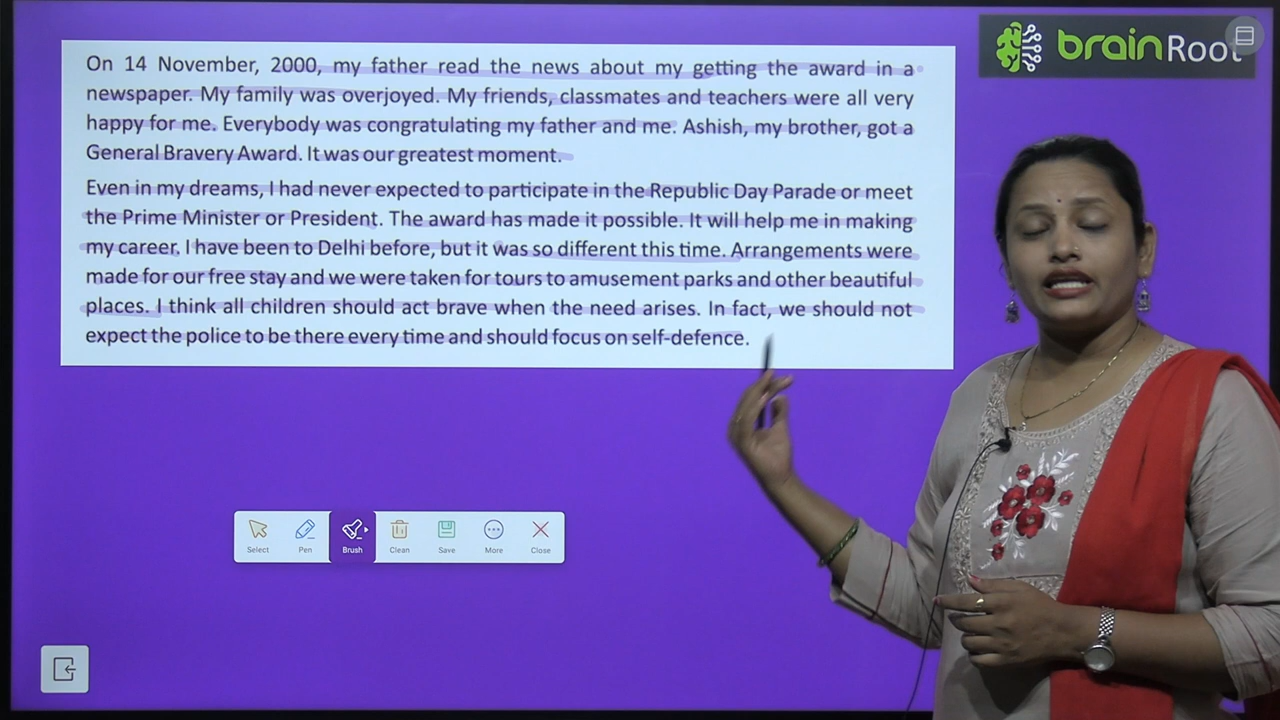 On 14 November, 2000, my father read the news about my getting the award in a
newspaper. My family was overjoyed. My friends, classmates and teachers were all very
happy for me. Everybody was congratulating my father and me. Ashish, my brother, got a
General Bravery Award. It was our greatest moment.
Even in my dreams, I had never expected to participate in the Republic Day Parade or meet
the Prime Minister or President. The award has made it possible. It will help me in making
my career. I have been to Delhi before, but it was so different this time. Arrangements were
made for our free stay and we were taken for tours to amusement parks and other beautiful
places. I think all children should act brave when the need arises. In fact, we should not
expect the police to be there every time and should focus on self-defence.
brainRoot
Select Pen Brush Clean Save More Close